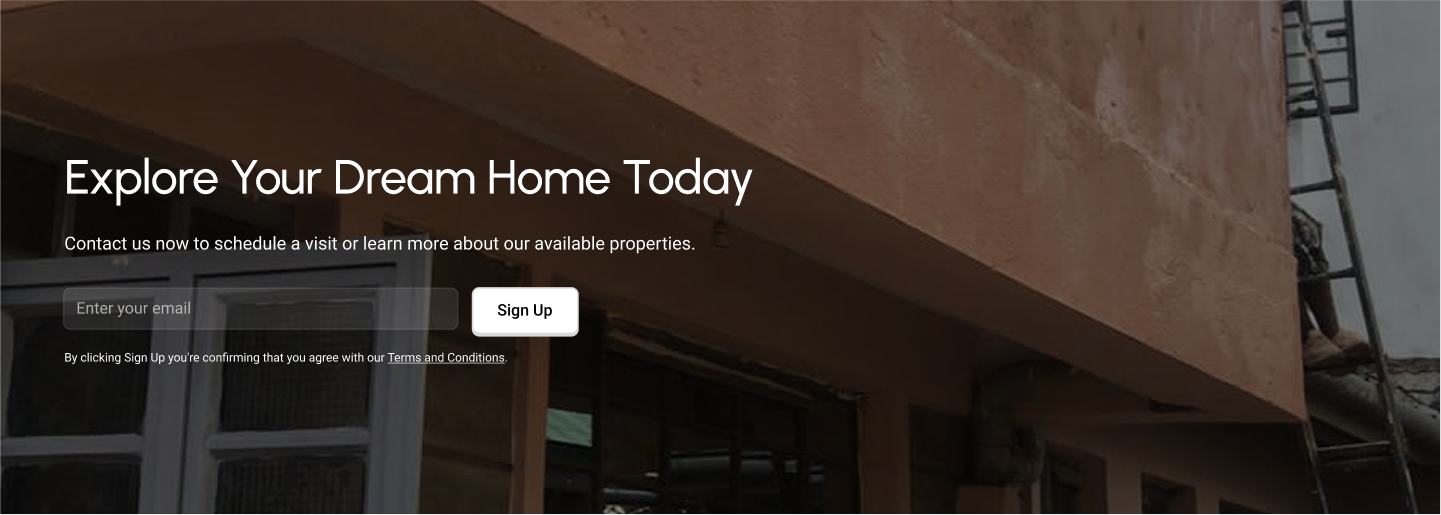 Explore Your Dream Home Today
Contact us now to schedule a visit or learn more about our available properties.
Enter your email
Sign Up
By clicking Sign Up you're confirming that you agree with our Terms and Conditions.